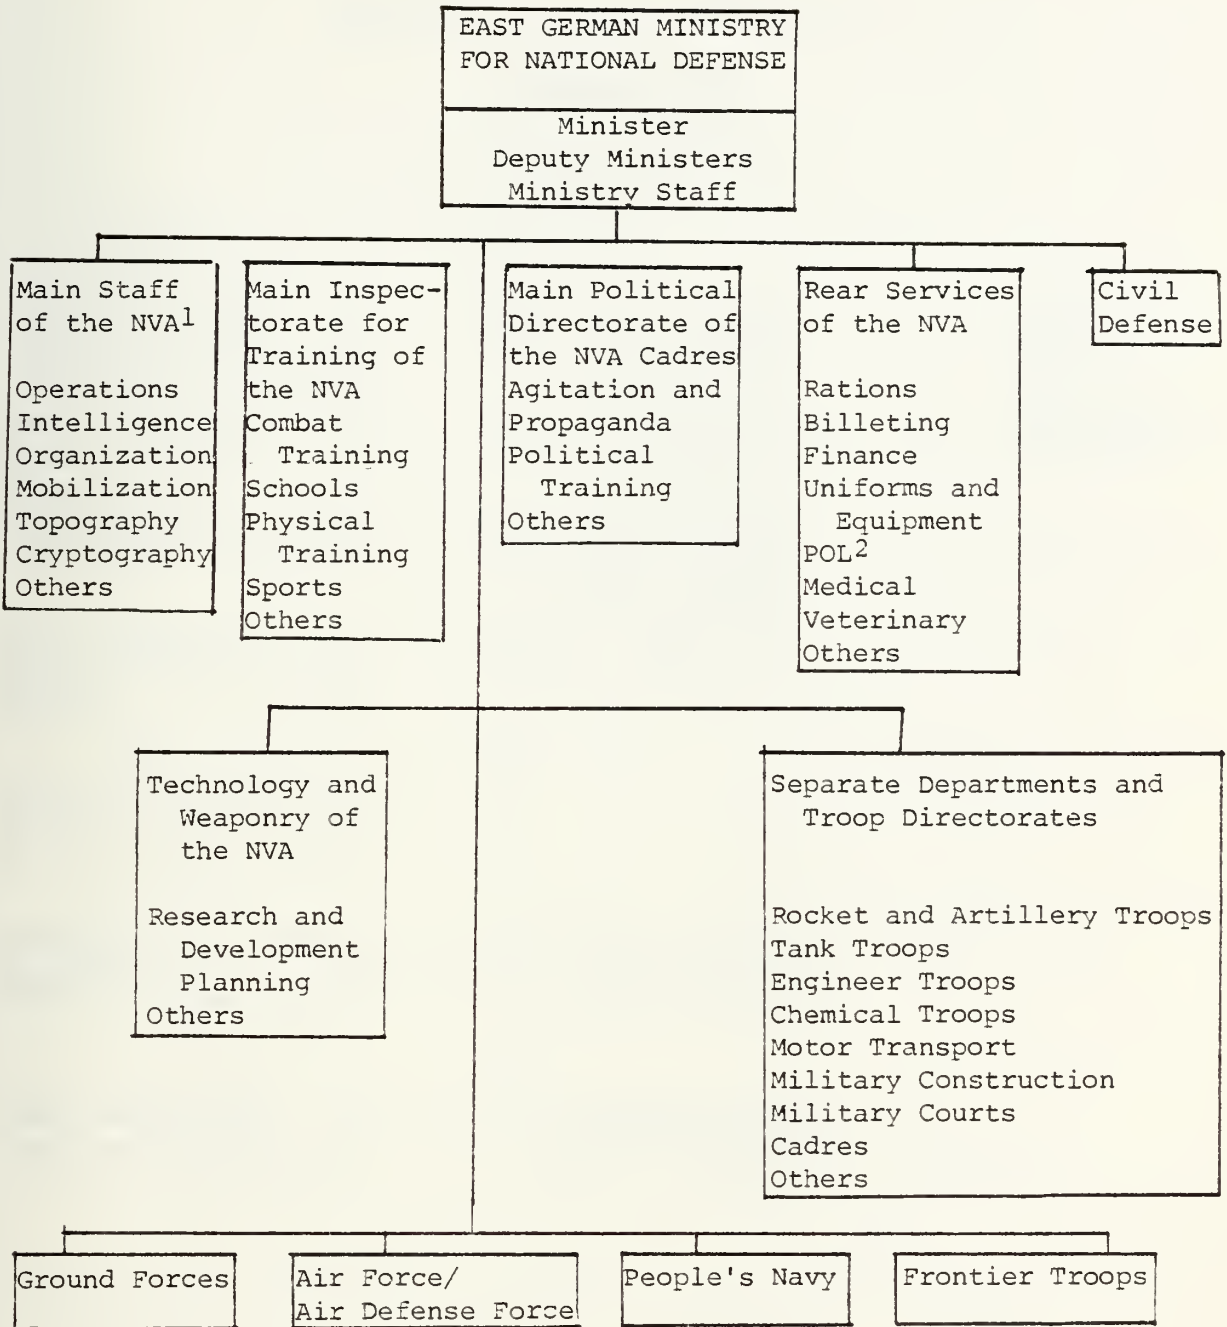 EAST GERMAN MINISTRY
FOR NATIONAL DEFENSE
Minister
Deputy Ministers
Ministry Staff
Main Staff
of the NVA1
Operations
Intelligence
Organization
Mobilization
Topography
Cryptography
Others
Main Inspec-
torate for
Training of
the NVA
Combat
Training
Schools
Physical
Training
Sports
Others
Main Political
Directorate of
the NVA Cadres
Agitation and
Propaganda
Political
Training
Others
Rear Services
of the NVA
Rations
Billeting
Finance
Uniforms and
Equipment
POL2
Medical
Veterinary
Others
Civil
Defense
Technology and
Weaponry of
the NVA
Research and
Development
Planning
Others
Separate Departments and
Troop Directorates
Rocket and Artillery Troops
Tank Troops
Engineer Troops
Chemical Troops
Motor Transport
Military Construction
Military Courts
Cadres
Others
Ground Forces
Air Force/
Air Defense Force
People's Navy
Frontier Troops